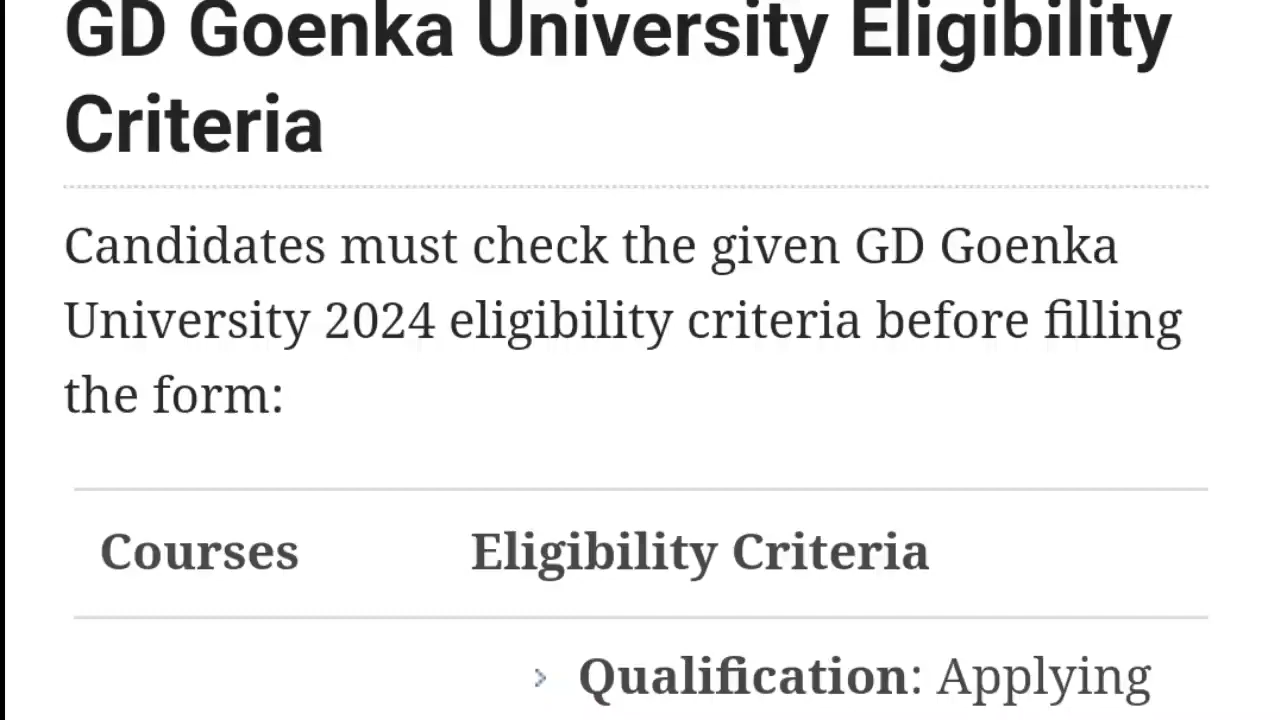 GD Goenka University Eligibility
Criteria
Candidates must check the given GD Goenka
University 2024 eligibility criteria before filling
the form:
Courses Eligibility Criteria
Qualification: Applying